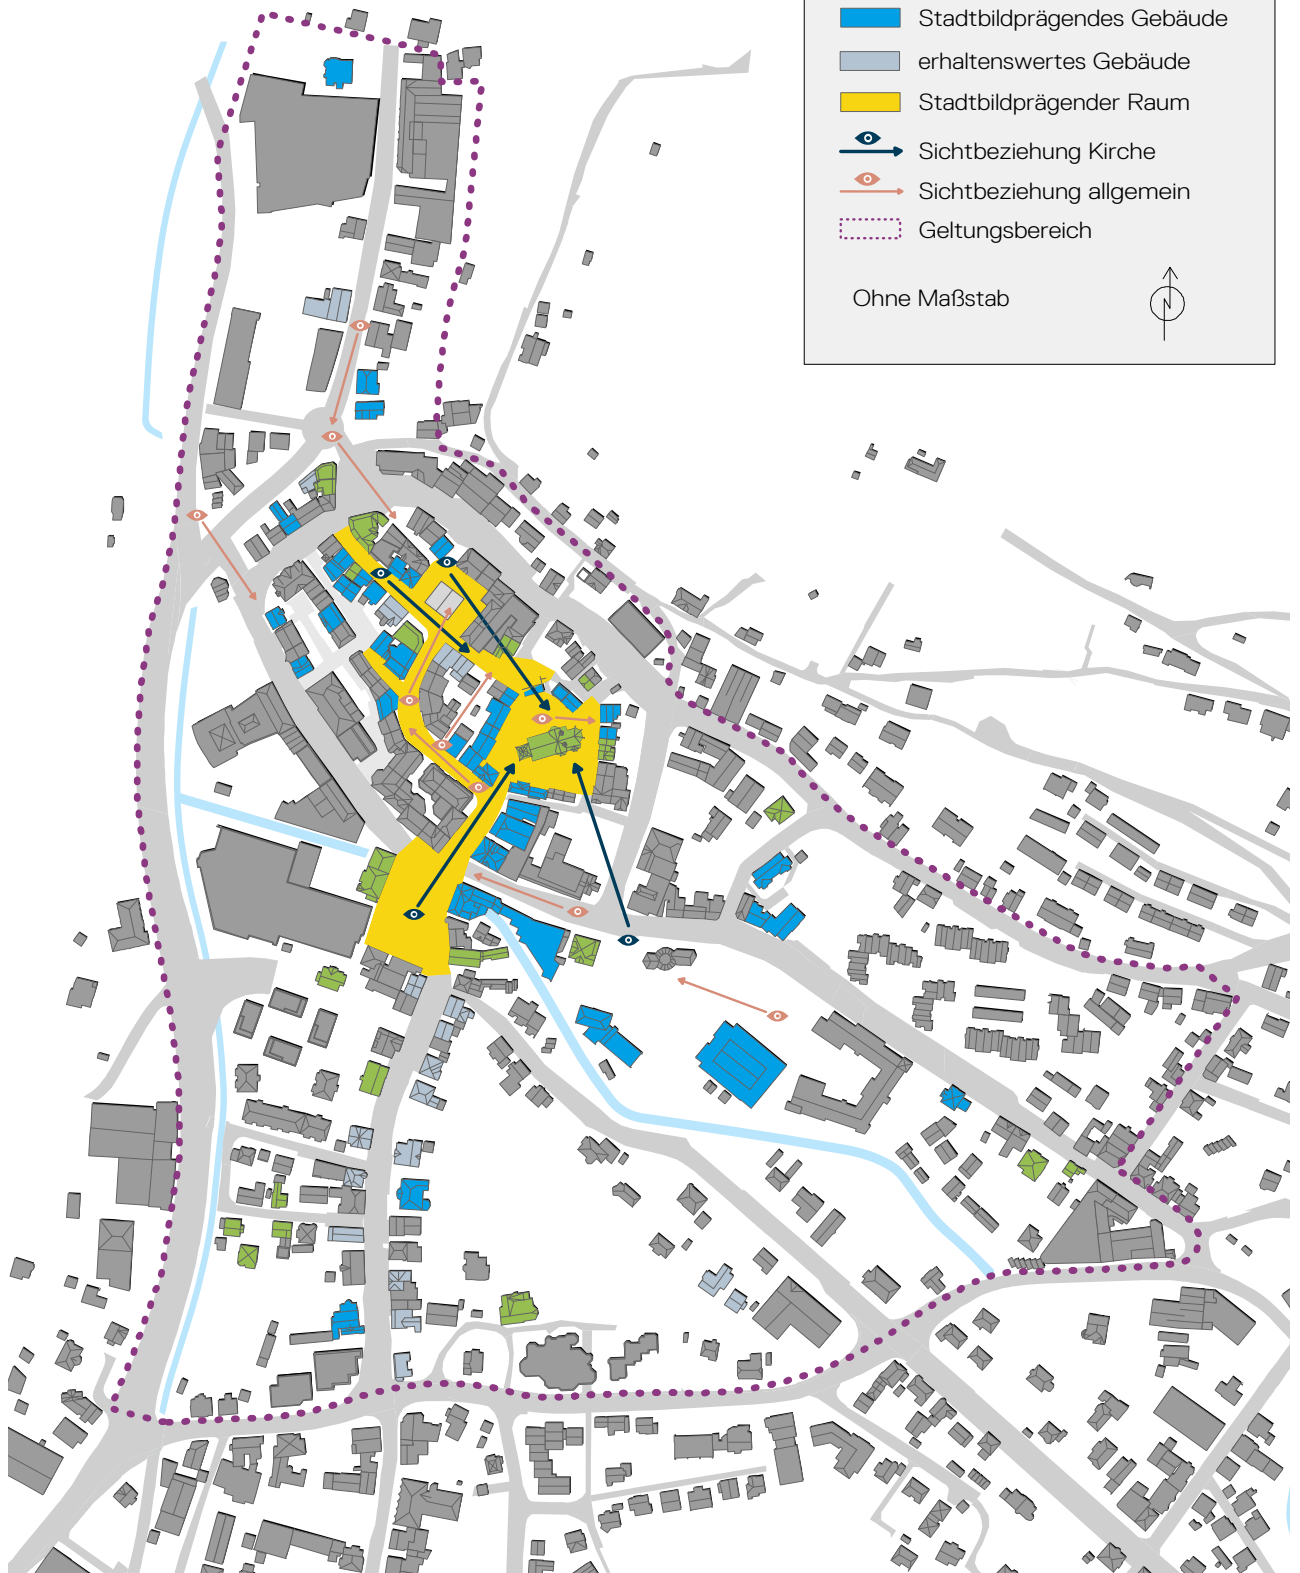 Stadtbildprägendes Gebäude
erhaltenswertes Gebäude
Stadtbildprägender Raum
Sichtbeziehung Kirche
Sichtbeziehung allgemein
Geltungsbereich
Ohne Maßstab
N